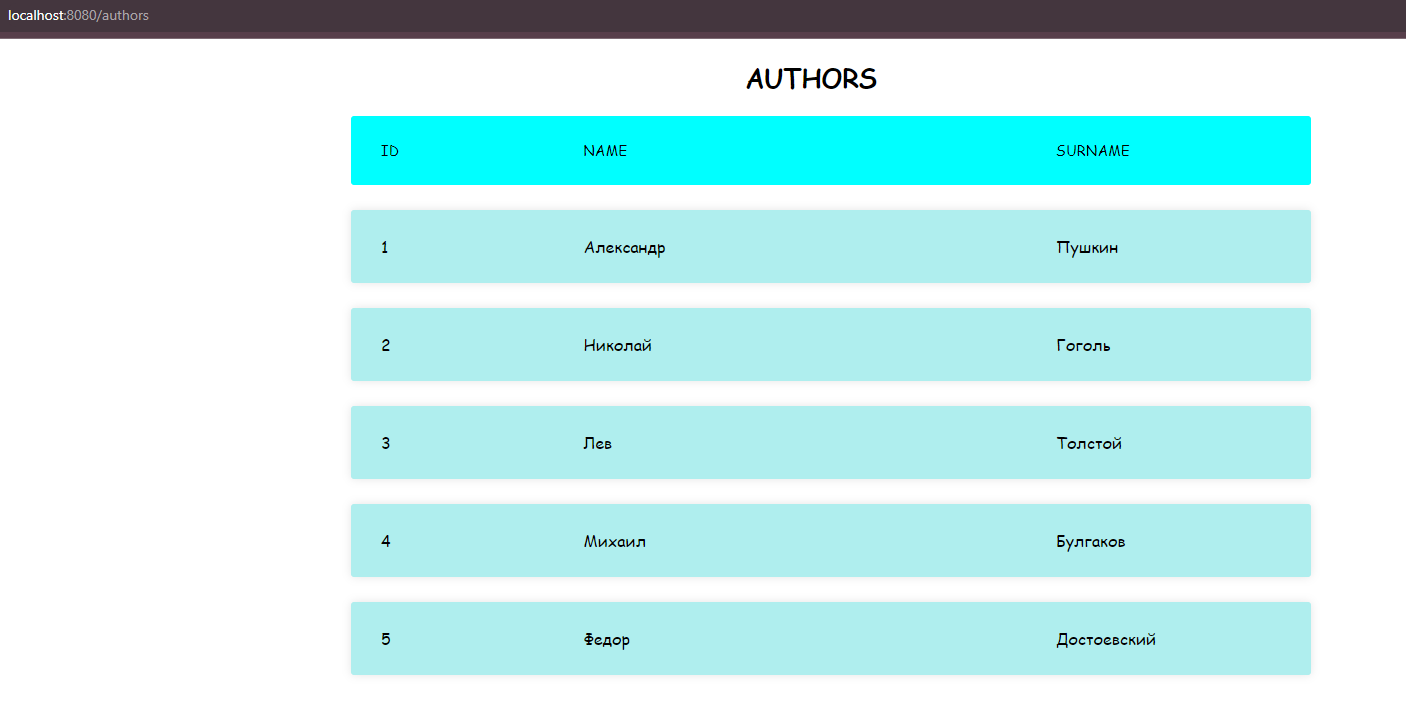 localhost:8080/authors
AUTHORS
ID NAME SURNAME
1 Александр Пушкин
2 Николай Гоголь
3 Лев Толстой
4 Михаил Булгаков
5 Федор Достоевский